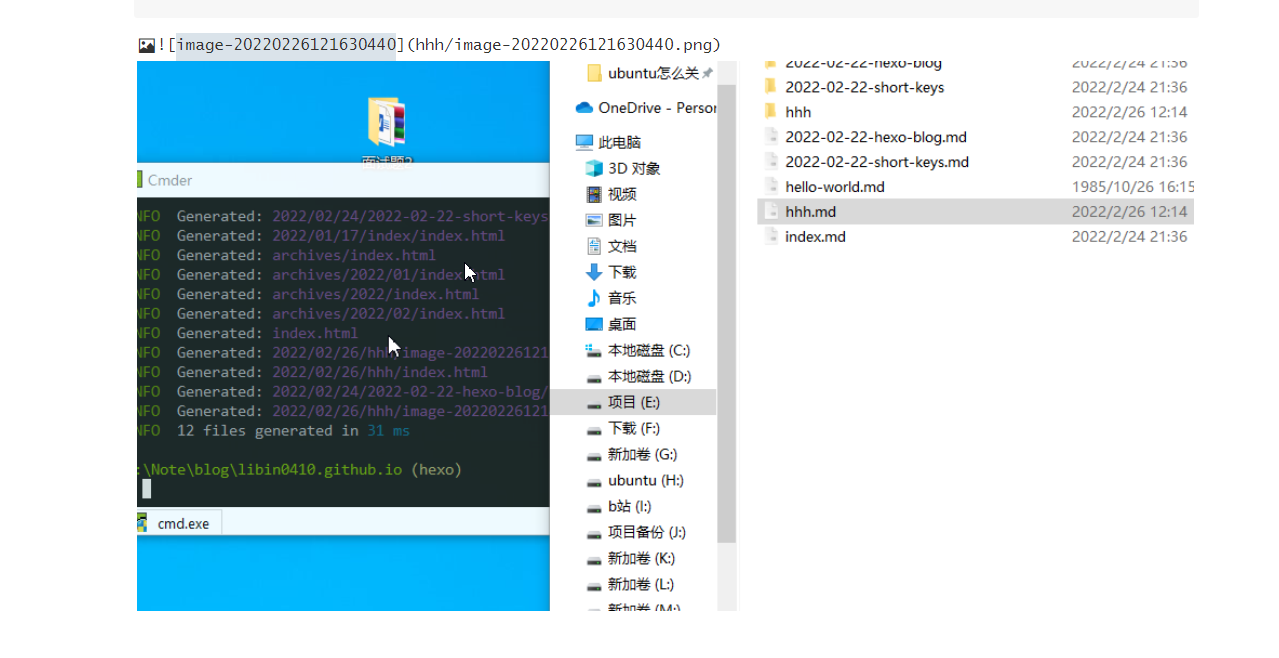 ![image-20220226121630440](hhh/image-20220226121630440.png)
Cmder
NFO Generated: 2022/02/24/2022-02-22-short-keys
NFO Generated: 2022/01/17/index/index.html
NFO Generated: archives/index.html
NFO Generated: archives/2022/01/index.html
NFO Generated: archives/2022/index.html
NFO Generated: archives/2022/02/index.html
NFO Generated: index.html
NFO Generated: 2022/02/26/hhh/image-20220226121
NFO Generated: 2022/02/26/hhh/index.html
NFO Generated: 2022/02/24/2022-02-22-hexo-blog/
NFO Generated: 2022/02/26/hhh/image-20220226121
NFO 12 files generated in 31 ms
:\Note\blog\libin0410.github.io (hexo)
cmd.exe
ubuntu怎么关
OneDrive - Person
此电脑
3D 对象
视频
图片
文档
下载
音乐
桌面
本地磁盘 (C:)
本地磁盘 (D:)
项目 (E:)
下载 (F:)
新加卷 (G:)
ubuntu (H:)
b站 (I:)
项目备份 (J:)
新加卷 (K:)
新加卷 (L:)
新加卷 (M:)
2022-02-22-hexo-blog 2022/2/24 21:36
2022-02-22-short-keys 2022/2/24 21:36
hhh 2022/2/26 12:14
2022-02-22-hexo-blog.md 2022/2/24 21:36
2022-02-22-short-keys.md 2022/2/24 21:36
hello-world.md 1985/10/26 16:15
hhh.md 2022/2/26 12:14
index.md 2022/2/24 21:36